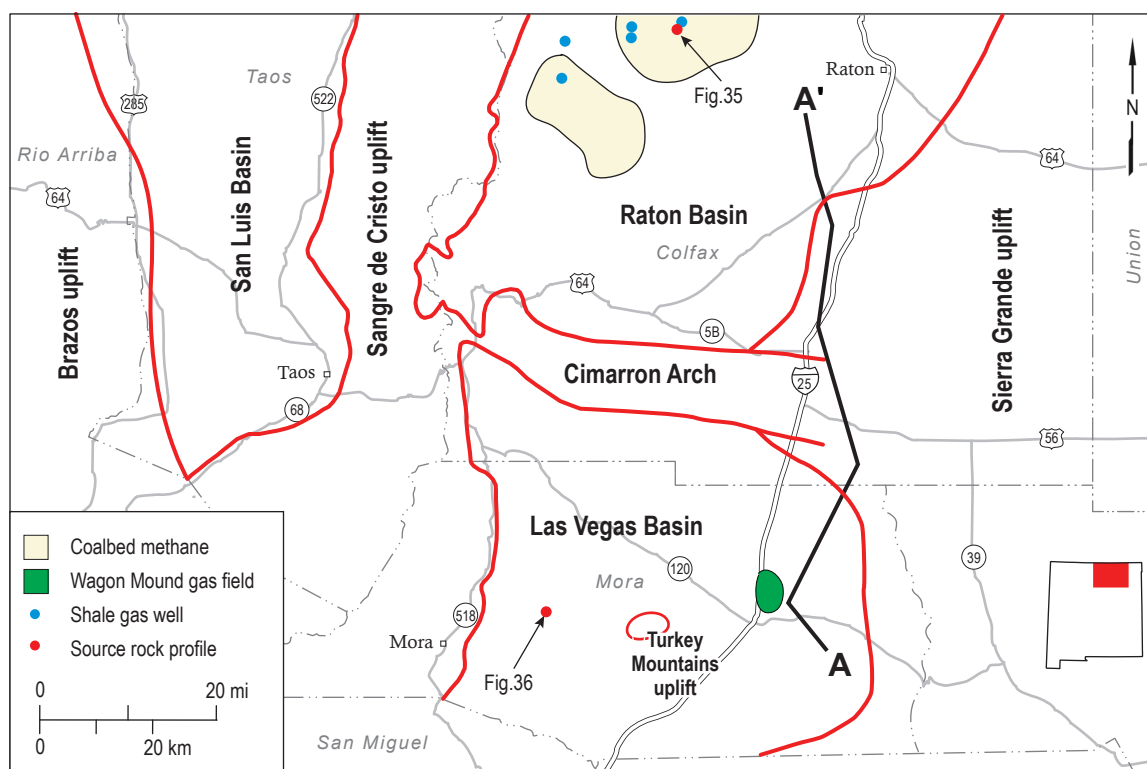 Taos
Raton
Fig.35
A'
N
285
522
Rio Arriba
64
64
San Luis Basin
Sangre de Cristo uplift
Raton Basin
Colfax
Union
Brazos uplift
64
5B
Sierra Grande uplift
Taos
Cimarron Arch
25
68
56
Las Vegas Basin
Coalbed methane
Wagon Mound gas field
Shale gas well
Source rock profile
0 20 mi
0 20 km
39
120
Mora
518
Mora
Turkey
Mountains
uplift
A
Fig.36
San Miguel